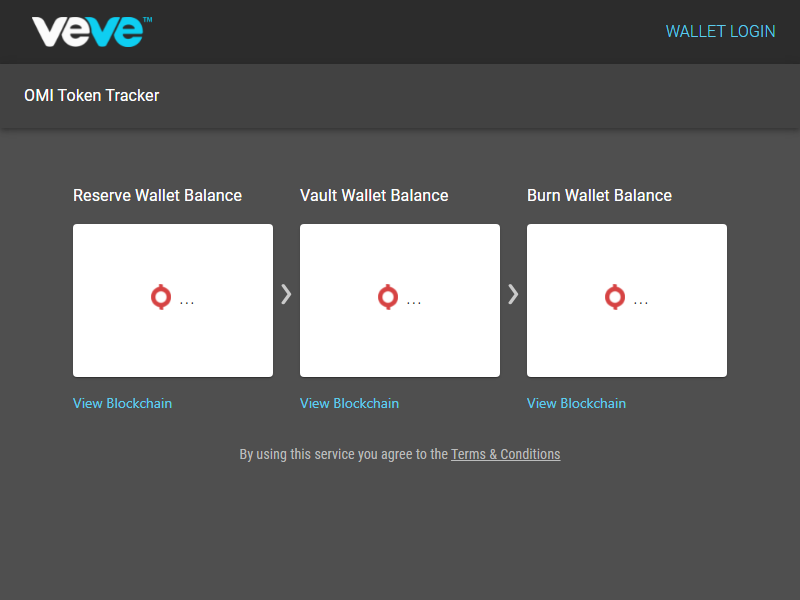 veve™
WALLET LOGIN
OMI Token Tracker
Reserve Wallet Balance
Vault Wallet Balance
Burn Wallet Balance
...
...
...
View Blockchain
View Blockchain
View Blockchain
By using this service you agree to the Terms & Conditions